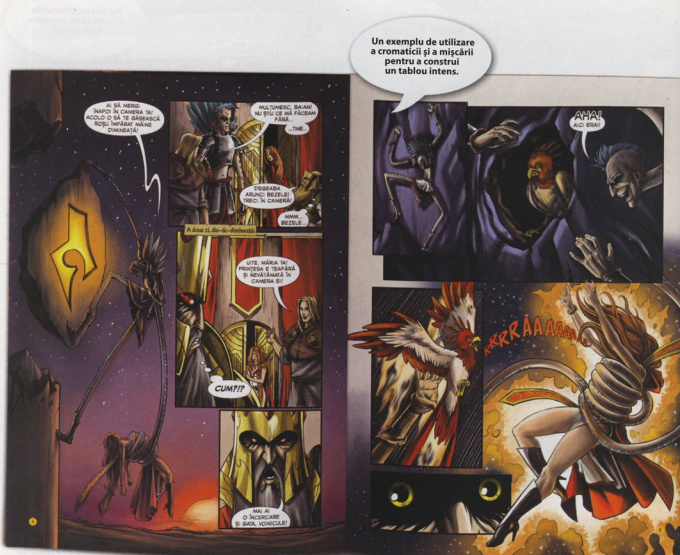 Un exemplu de utilizare
a cromaticii și a mișcării
pentru a construi
un tablou intens.
AI SĂ MERGI
ÎNAPOI ÎN CAMERA TA!
ACOLO O SĂ TE GĂSEASCĂ
ROȘU ÎMPĂRAT MÂINE
DIMINEAȚĂ!
MULȚUMESC, BAIAN!
NU ȘTIU CE MĂ FĂCEAM
FĂRĂ...
...TINE...
DEGEABA
ARUNCI BEZELE!
TRECI ÎN CAMERĂ!
MMM...
BEZELE...
A doua zi, dis-de-dimineață,
UITE, MĂRIA TA!
PRINȚESA E TEAFĂRĂ
ȘI NEVĂTĂMATĂ ÎN
CAMERA EI!
CUM?!?
MAI AI
O ÎNCERCARE
ȘI GATA, VOINICULE!
AHA!
AICI ERAI!